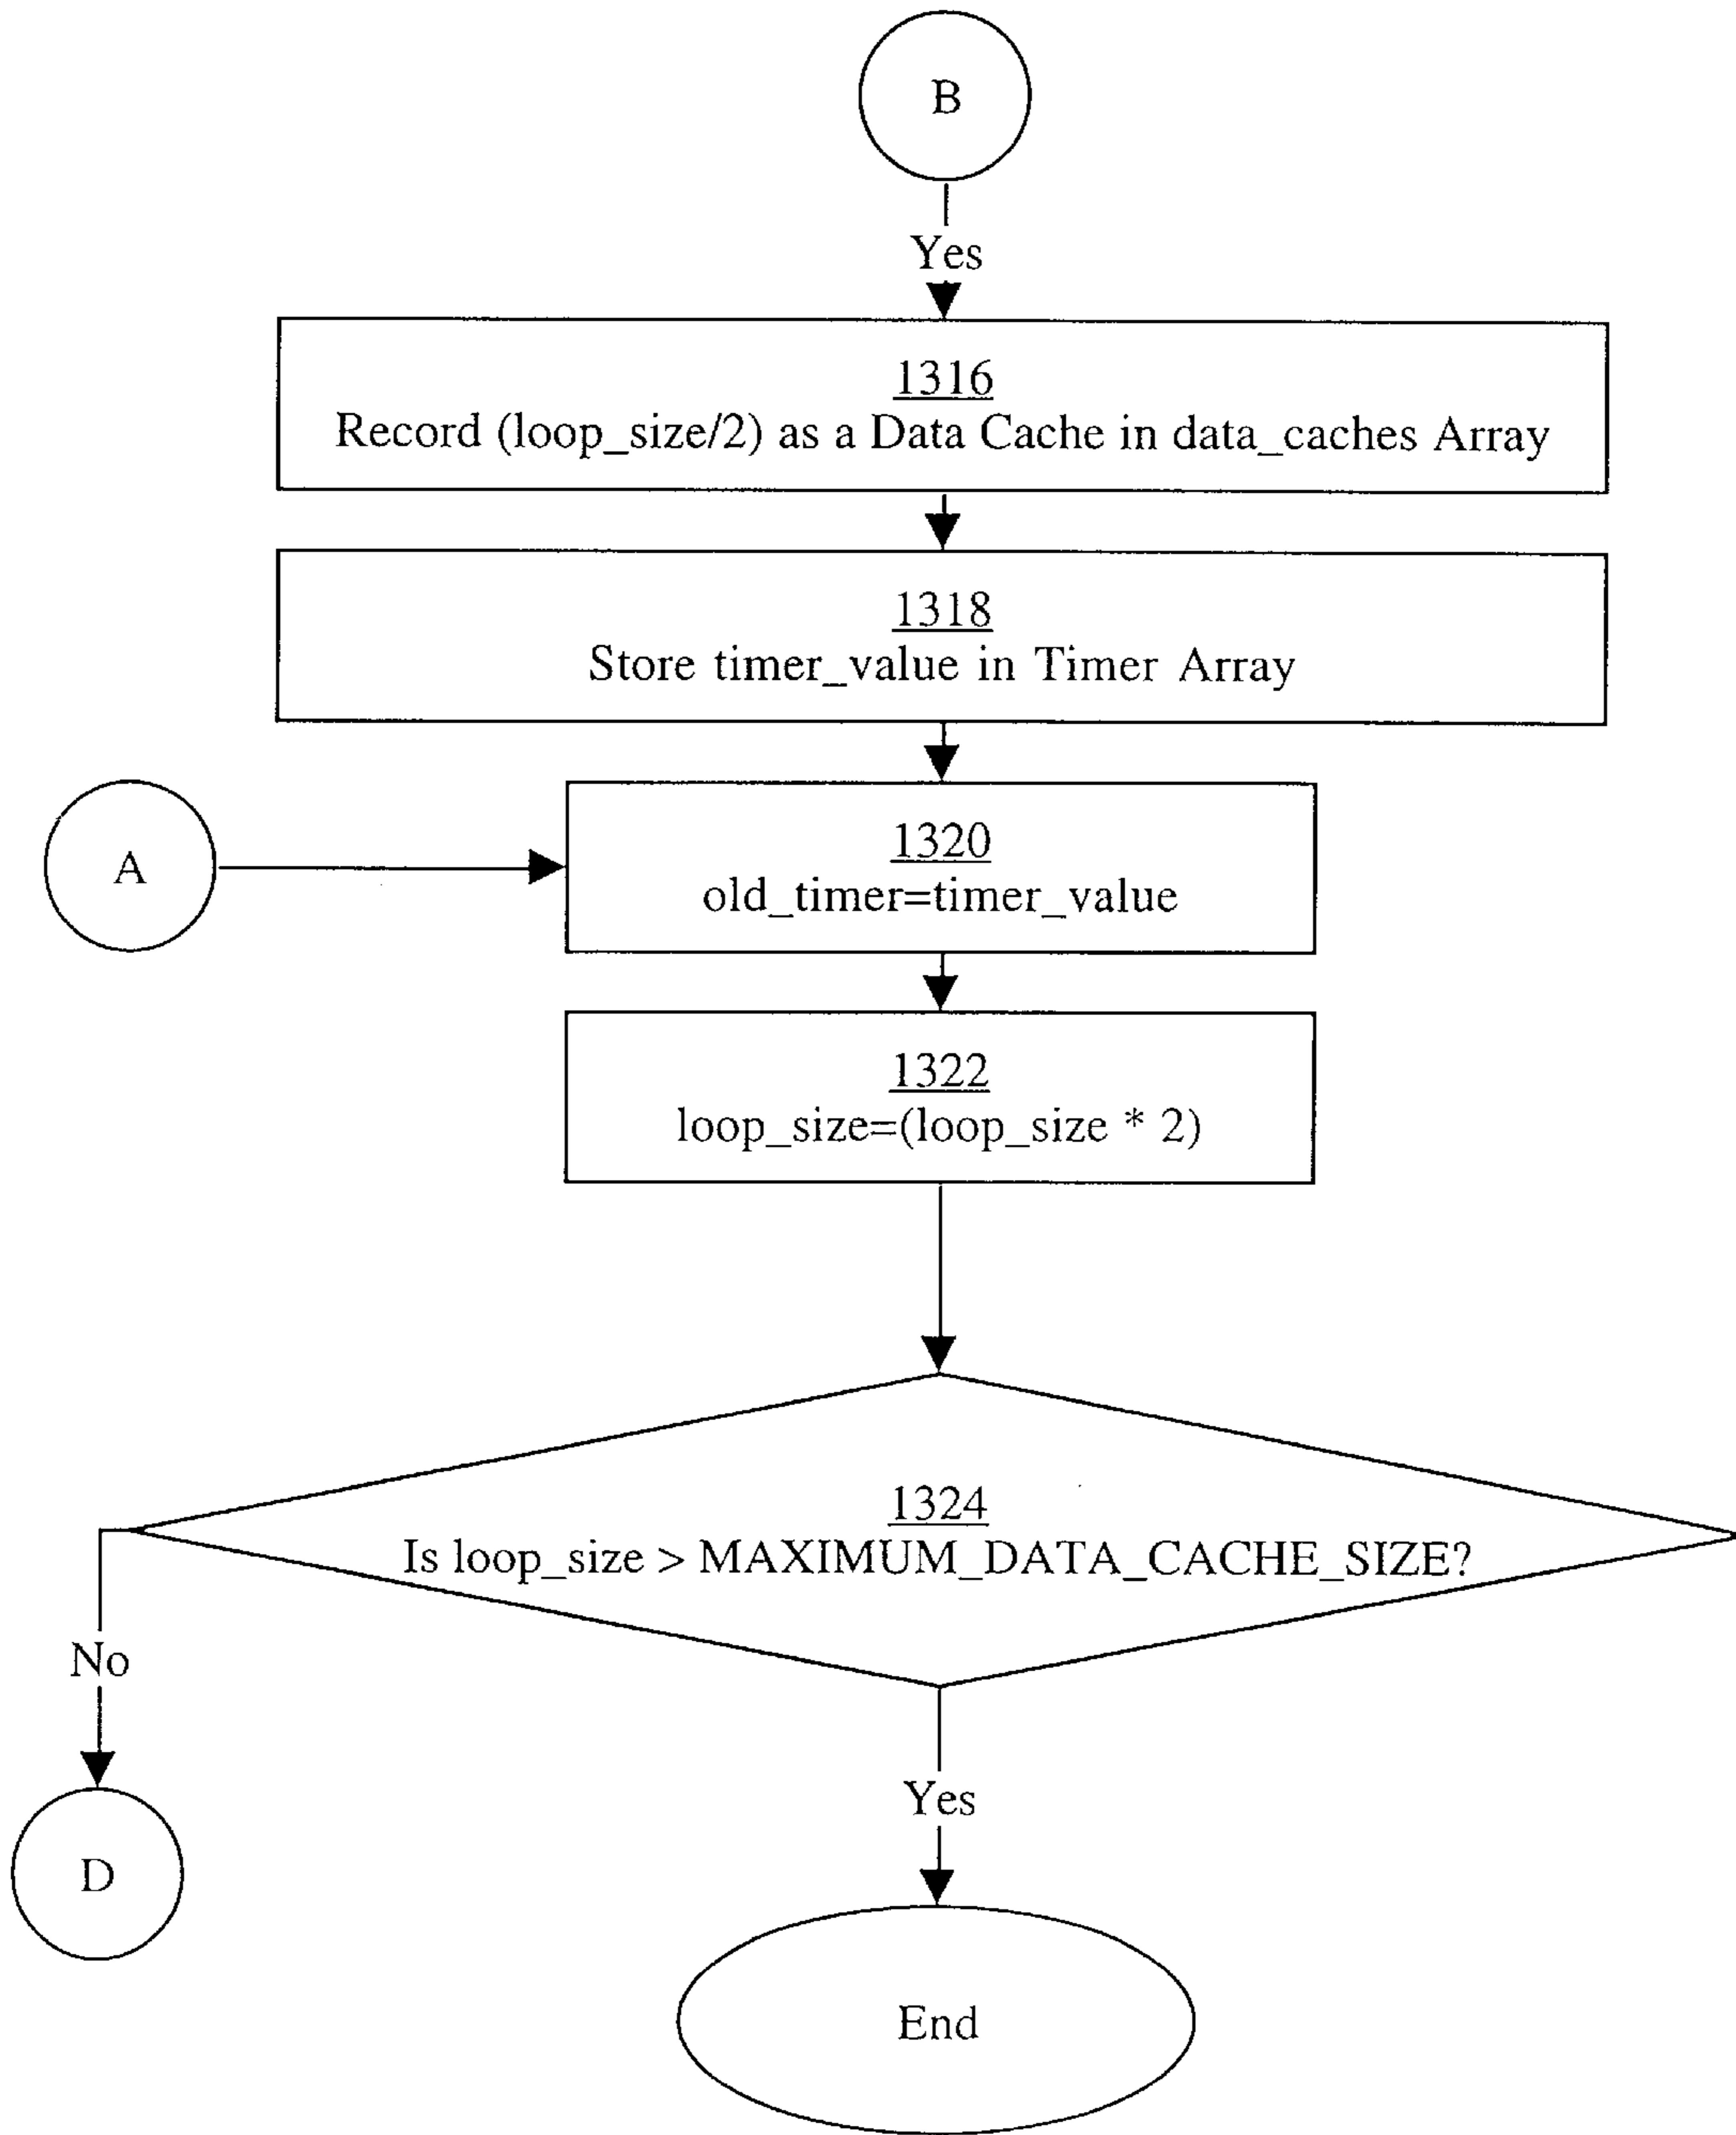 B
Yes
1316
Record (loop_size/2) as a Data Cache in data_caches Array
1318
Store timer_value in Timer Array
A
1320
old_timer=timer_value
1322
loop_size=(loop_size * 2)
1324
Is loop_size > MAXIMUM_DATA_CACHE_SIZE?
No
Yes
D
End